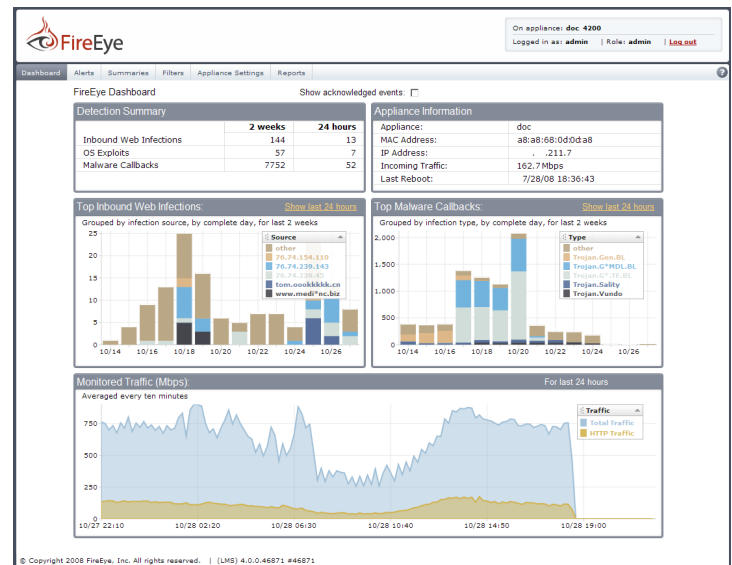 FireEye
On appliance: doc 4200
Logged in as: admin | Role: admin | Log out
Dashboard Alerts Summaries Filters Appliance Settings Reports ?
FireEye Dashboard Show acknowledged events:
Detection Summary
2 weeks 24 hours
Inbound Web Infections 144 13
OS Exploits 57 7
Malware Callbacks 7752 52
Appliance Information
Appliance: doc
MAC Address: a8:a8:68:0d:0d:a8
IP Address: . .211.7
Incoming Traffic: 162.7 Mbps
Last Reboot: 7/28/08 18:36:43
Top Inbound Web Infections: Show last 24 hours
Grouped by infection source, by complete day, for last 2 weeks
25
20
15
10
5
0
10/14 10/16 10/18 10/20 10/22 10/24 10/26
Source
other
76.74.154.110
76.74.239.143
76.74.239.45
tom.oookkkkk.cn
www.medi*nc.biz
Top Malware Callbacks: Show last 24 hours
Grouped by infection type, by complete day, for last 2 weeks
2,000
1,500
1,000
500
0
10/14 10/16 10/18 10/20 10/22 10/24 10/26
Type
other
Trojan.Gen.BL
Trojan.G*MDL.BL
Trojan.G*.TE.BL
Trojan.Sality
Trojan.Vundo
Monitored Traffic (Mbps): For last 24 hours
Averaged every ten minutes
750
500
250
0
10/27 22:10 10/28 02:20 10/28 06:30 10/28 10:40 10/28 14:50 10/28 19:00
Traffic
Total Traffic
HTTP Traffic
© Copyright 2008 FireEye, Inc. All rights reserved. | (LMS) 4.0.0.46871 #46871